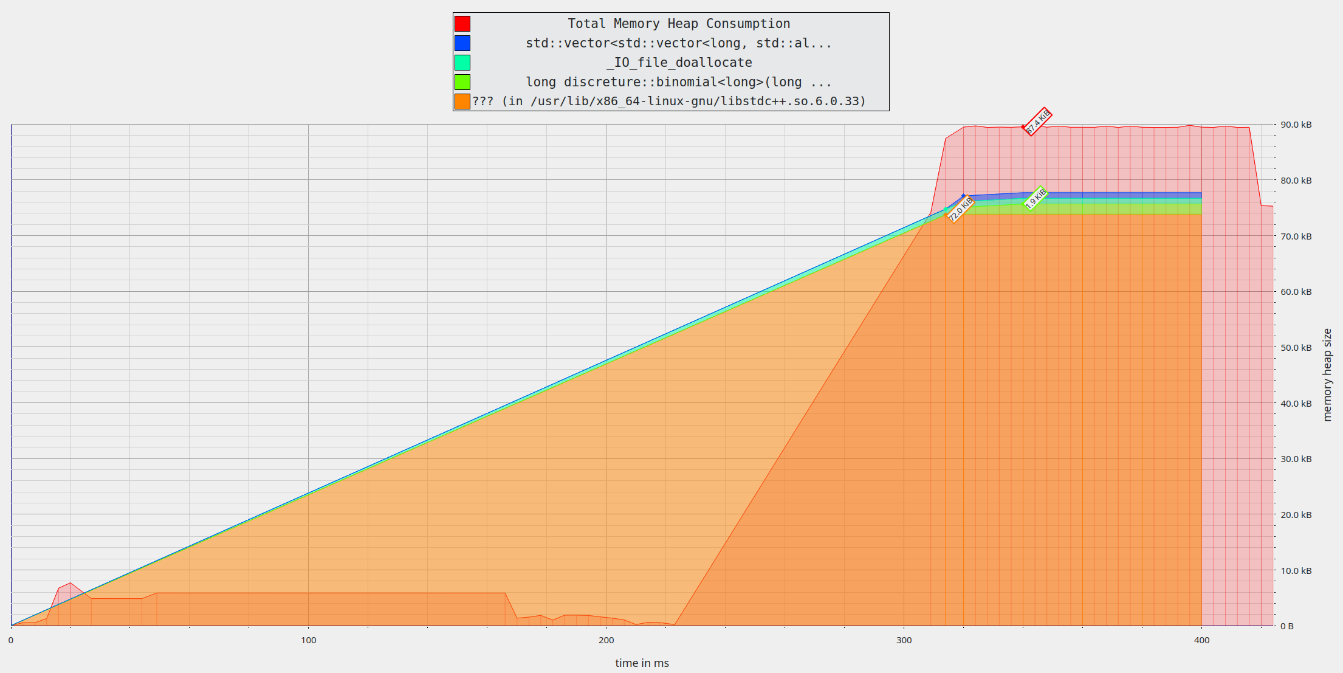 Total Memory Heap Consumption
std::vector<std::vector<long, std::al...
_IO_file_doallocate
long discreture::binomial<long>(long ...
??? (in /usr/lib/x86_64-linux-gnu/libstdc++.so.6.0.33)
87.4 KiB
90.0 kB
80.0 kB
1.9 KiB
72.0 KiB
70.0 kB
60.0 kB
50.0 kB
40.0 kB
30.0 kB
20.0 kB
10.0 kB
0 B
memory heap size
0 100 200 300 400
time in ms